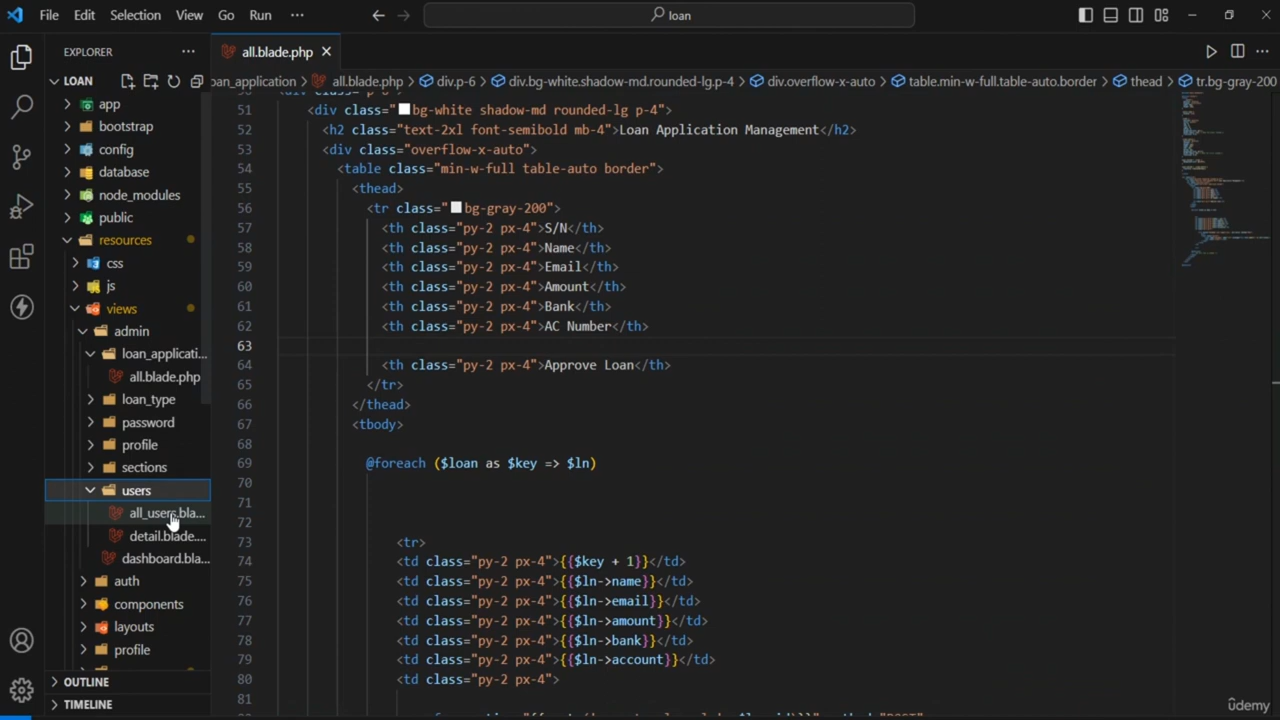 File Edit Selection View Go Run ···
loan
EXPLORER ···
all.blade.php
LOAN
oan_application > all.blade.php > div.p-6 > div.bg-white.shadow-md.rounded-lg.p-4 > div.overflow-x-auto > table.min-w-full.table-auto.border > thead > tr.bg-gray-200
app
bootstrap
config
database
node_modules
public
resources
css
js
views
admin
loan_applicati...
all.blade.php
loan_type
password
profile
sections
users
all_users.bla...
detail.blade....
dashboard.bla...
auth
components
layouts
profile
OUTLINE
TIMELINE
51 <div class="bg-white shadow-md rounded-lg p-4">
52 <h2 class="text-2xl font-semibold mb-4">Loan Application Management</h2>
53 <div class="overflow-x-auto">
54 <table class="min-w-full table-auto border">
55 <thead>
56 <tr class="bg-gray-200">
57 <th class="py-2 px-4">S/N</th>
58 <th class="py-2 px-4">Name</th>
59 <th class="py-2 px-4">Email</th>
60 <th class="py-2 px-4">Amount</th>
61 <th class="py-2 px-4">Bank</th>
62 <th class="py-2 px-4">AC Number</th>
63
64 <th class="py-2 px-4">Approve Loan</th>
65 </tr>
66 </thead>
67 <tbody>
68
69 @foreach ($loan as $key => $ln)
70
71
72
73 <tr>
74 <td class="py-2 px-4">{{$key + 1}}</td>
75 <td class="py-2 px-4">{{$ln->name}}</td>
76 <td class="py-2 px-4">{{$ln->email}}</td>
77 <td class="py-2 px-4">{{$ln->amount}}</td>
78 <td class="py-2 px-4">{{$ln->bank}}</td>
79 <td class="py-2 px-4">{{$ln->account}}</td>
80 <td class="py-2 px-4">
81
udemy